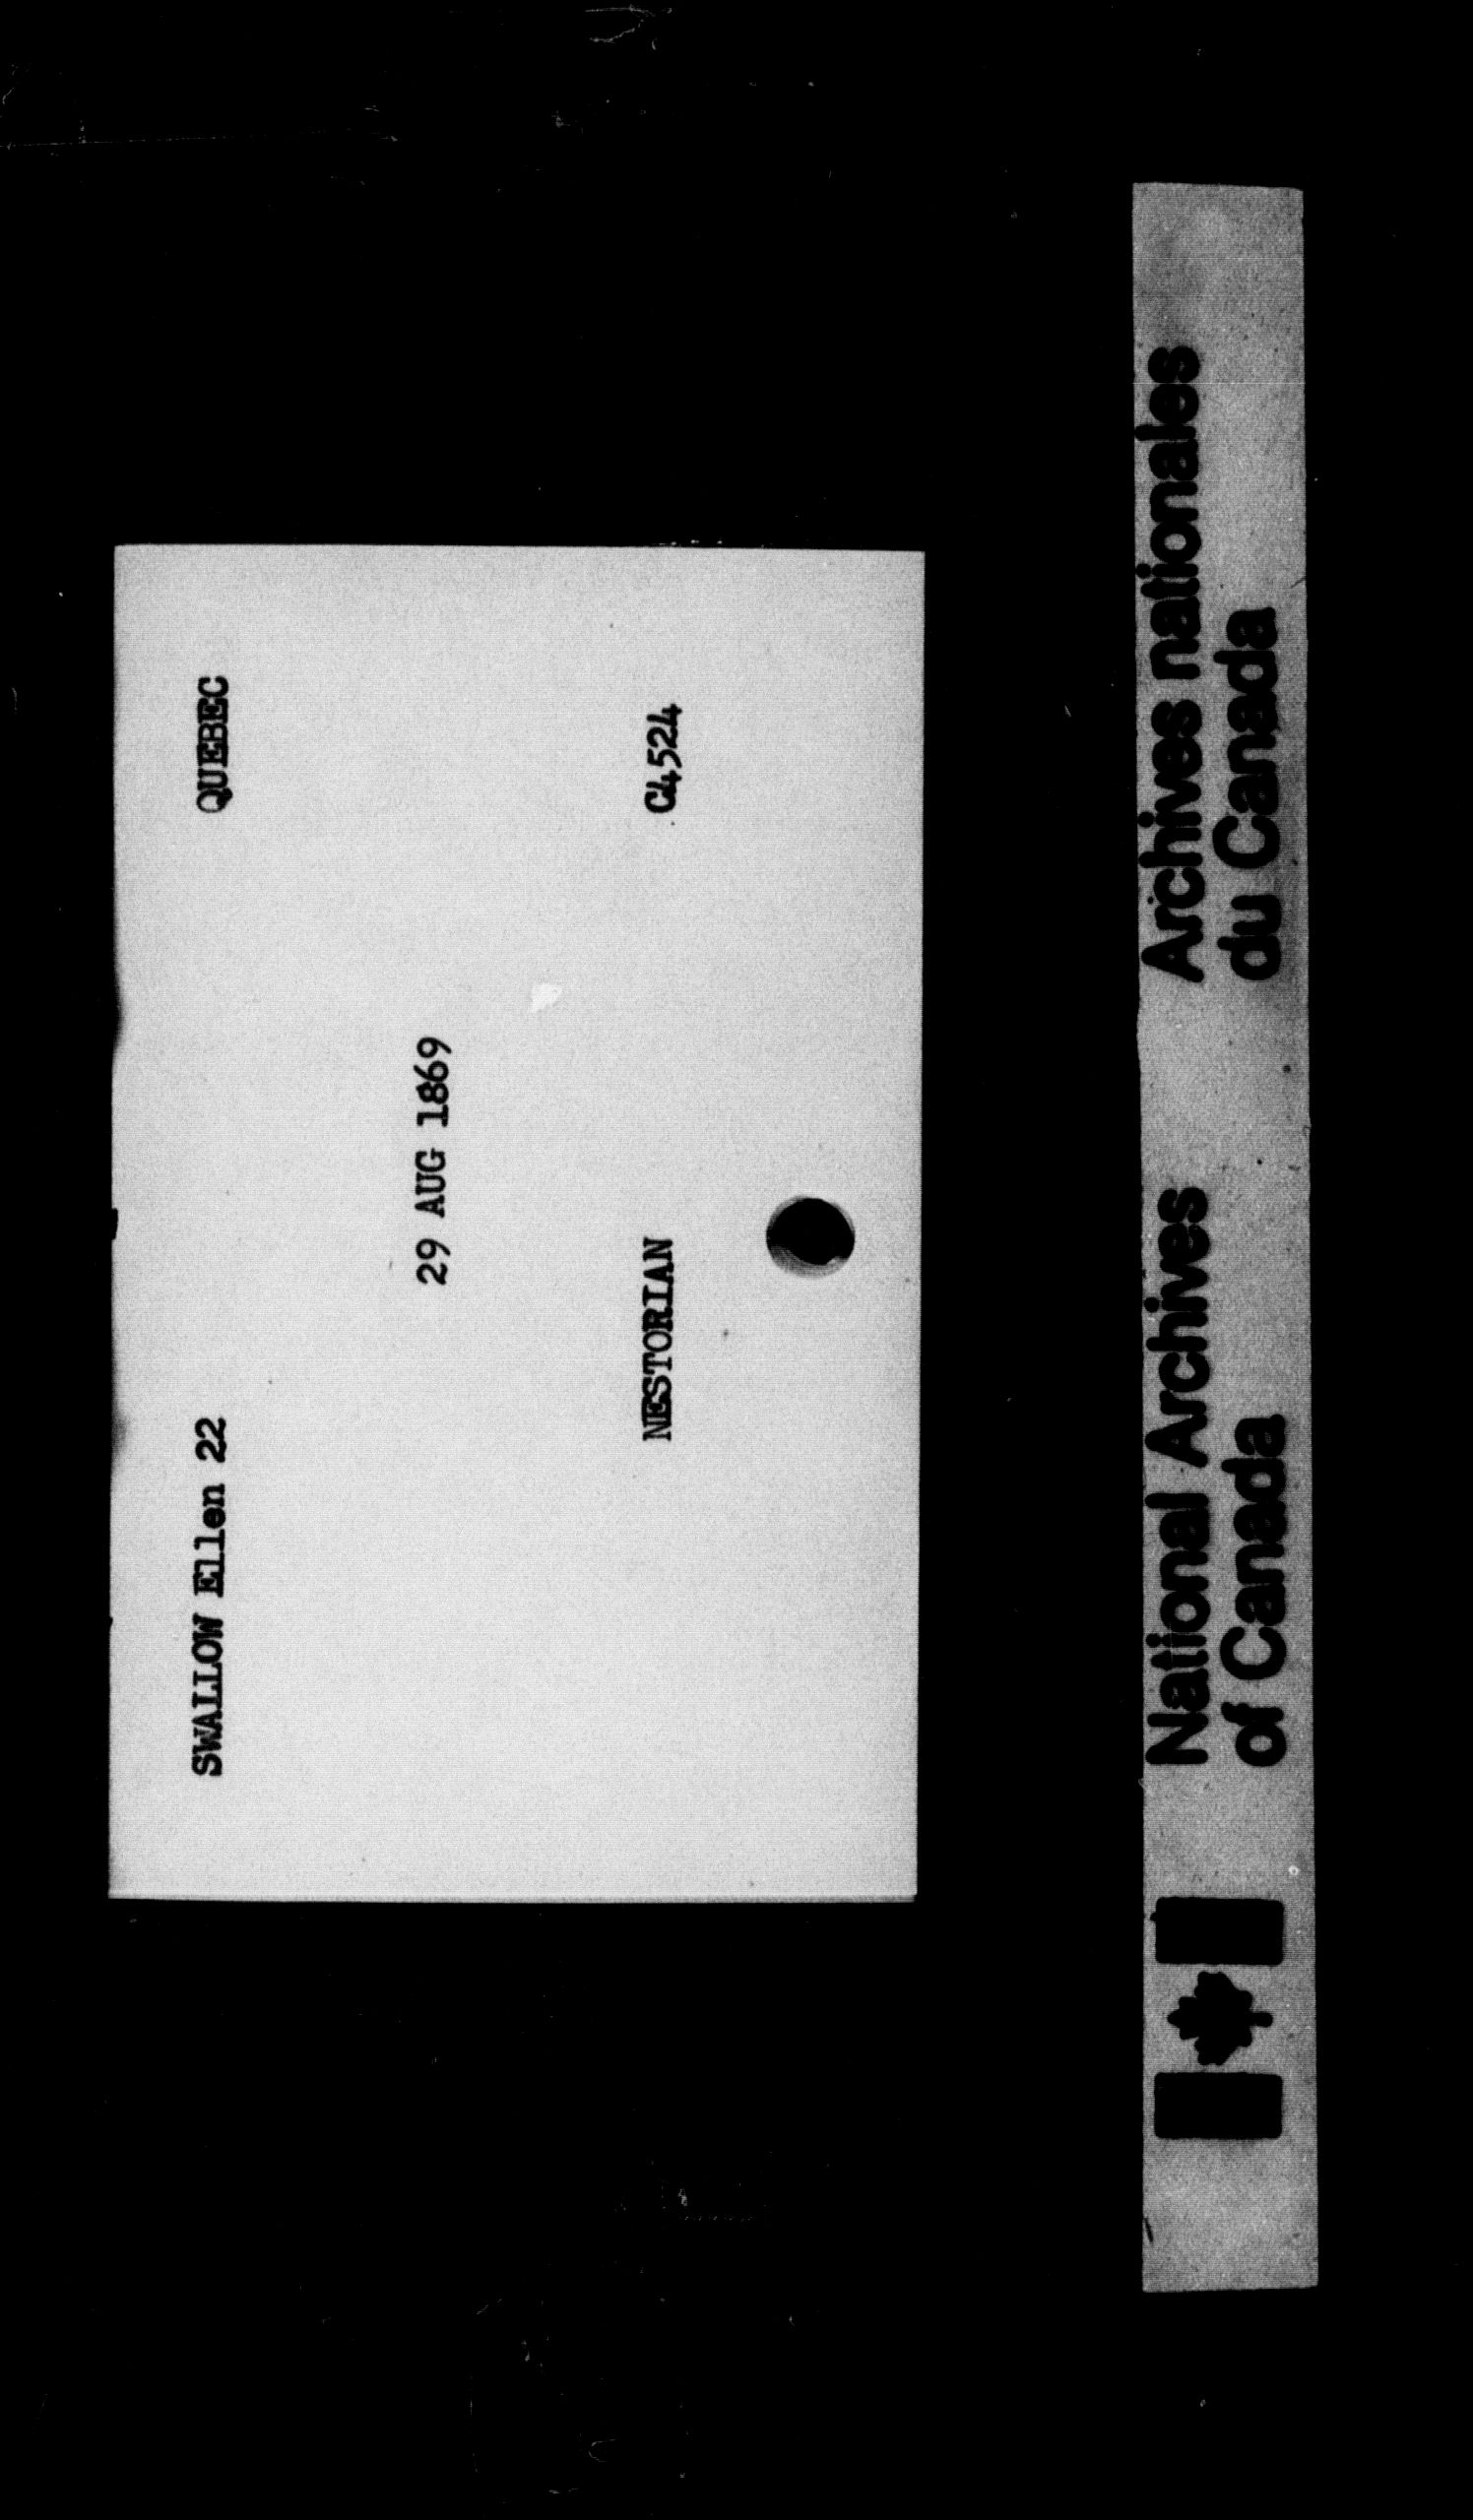 SWALLOW Ellen 22 QUEBEC
29 AUG 1869
NESTORIAN C4524
National Archives of Canada
Archives nationales du Canada